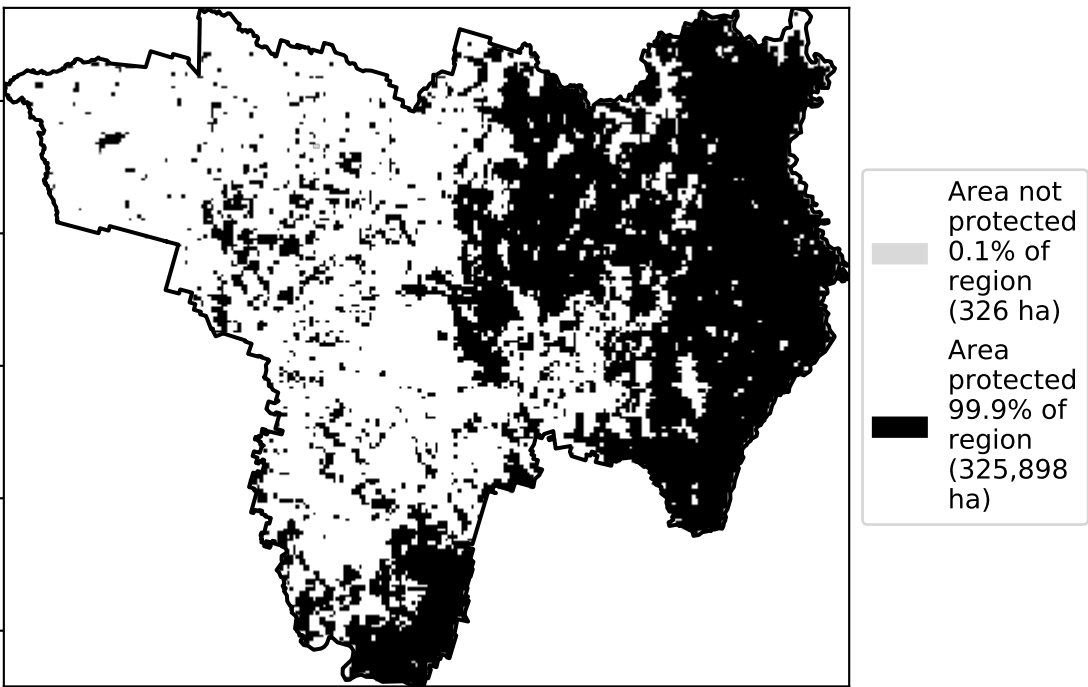 Area not
protected
0.1% of
region
(326 ha)
Area
protected
99.9% of
region
(325,898
ha)